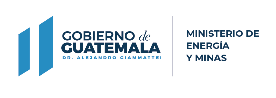 GOBIERNO de
GUATEMALA
DR. ALEJANDRO GIAMMATTEI
MINISTERIO DE
ENERGÍA
Y MINAS